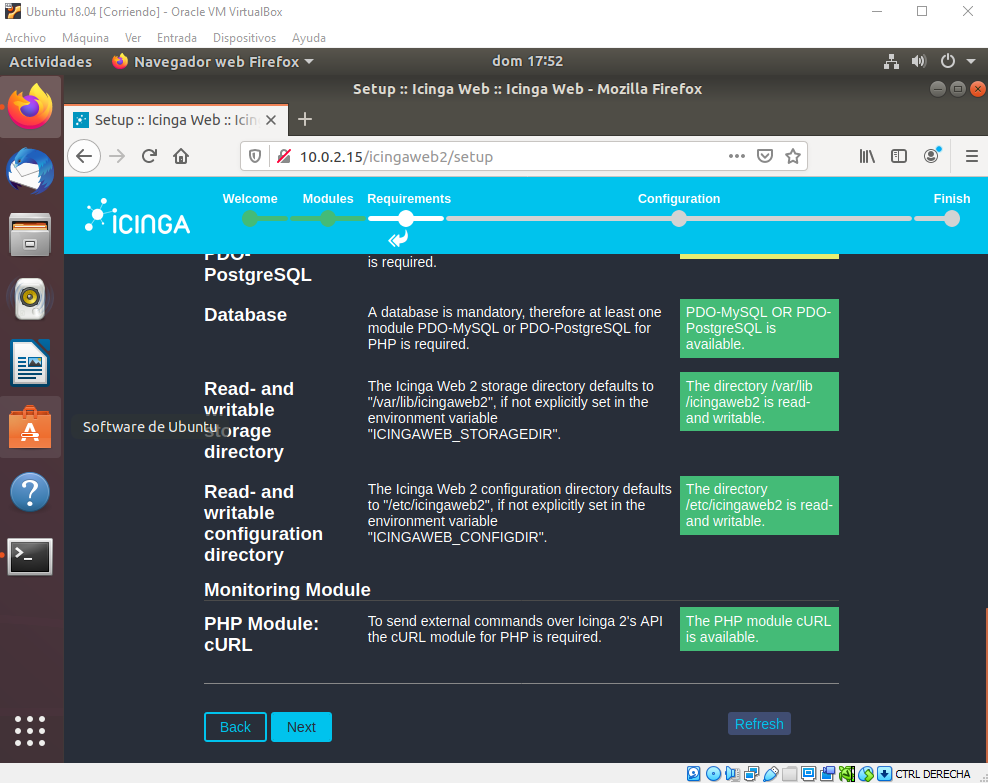 Ubuntu 18.04 [Corriendo] - Oracle VM VirtualBox
Archivo Máquina Ver Entrada Dispositivos Ayuda
Actividades Navegador web Firefox dom 17:52
Setup :: Icinga Web :: Icinga Web - Mozilla Firefox
Setup :: Icinga Web :: Icin
10.0.2.15/icingaweb2/setup
ICINGA
Welcome Modules Requirements Configuration Finish
PDO-
PostgreSQL
is required.
Database
A database is mandatory, therefore at least one
module PDO-MySQL or PDO-PostgreSQL for
PHP is required.
PDO-MySQL OR PDO-
PostgreSQL is
available.
Read- and
writable
storage
directory
The Icinga Web 2 storage directory defaults to
"/var/lib/icingaweb2", if not explicitly set in the
environment variable
"ICINGAWEB_STORAGEDIR".
The directory /var/lib
/icingaweb2 is read-
and writable.
Software de Ubuntu
Read- and
writable
configuration
directory
The Icinga Web 2 configuration directory defaults
to "/etc/icingaweb2", if not explicitly set in the
environment variable
"ICINGAWEB_CONFIGDIR".
The directory
/etc/icingaweb2 is read-
and writable.
Monitoring Module
PHP Module:
cURL
To send external commands over Icinga 2's API
the cURL module for PHP is required.
The PHP module cURL
is available.
Back Next Refresh
CTRL DERECHA